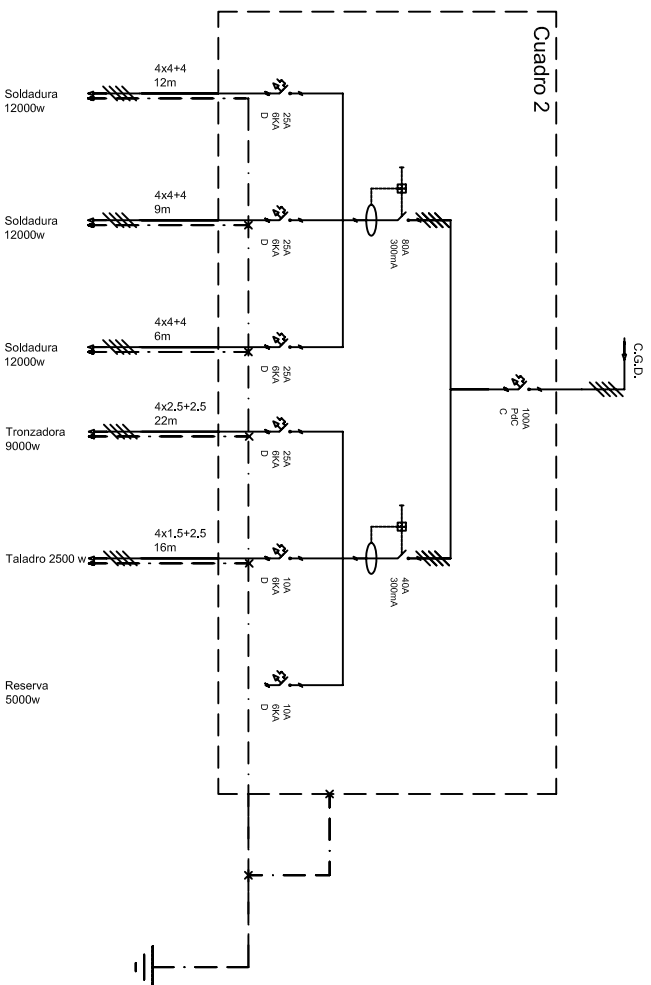 Cuadro 2
C.G.D.
100A
PdC
C
80A
300mA
40A
300mA
4x4+4
12m
Soldadura
12000w
25A
6KA
D
4x4+4
9m
Soldadura
12000w
25A
6KA
D
4x4+4
6m
Soldadura
12000w
25A
6KA
D
4x2.5+2.5
22m
Tronzadora
9000w
25A
6KA
D
4x1.5+2.5
16m
Taladro 2500 w
10A
6KA
D
Reserva
5000w
10A
6KA
D